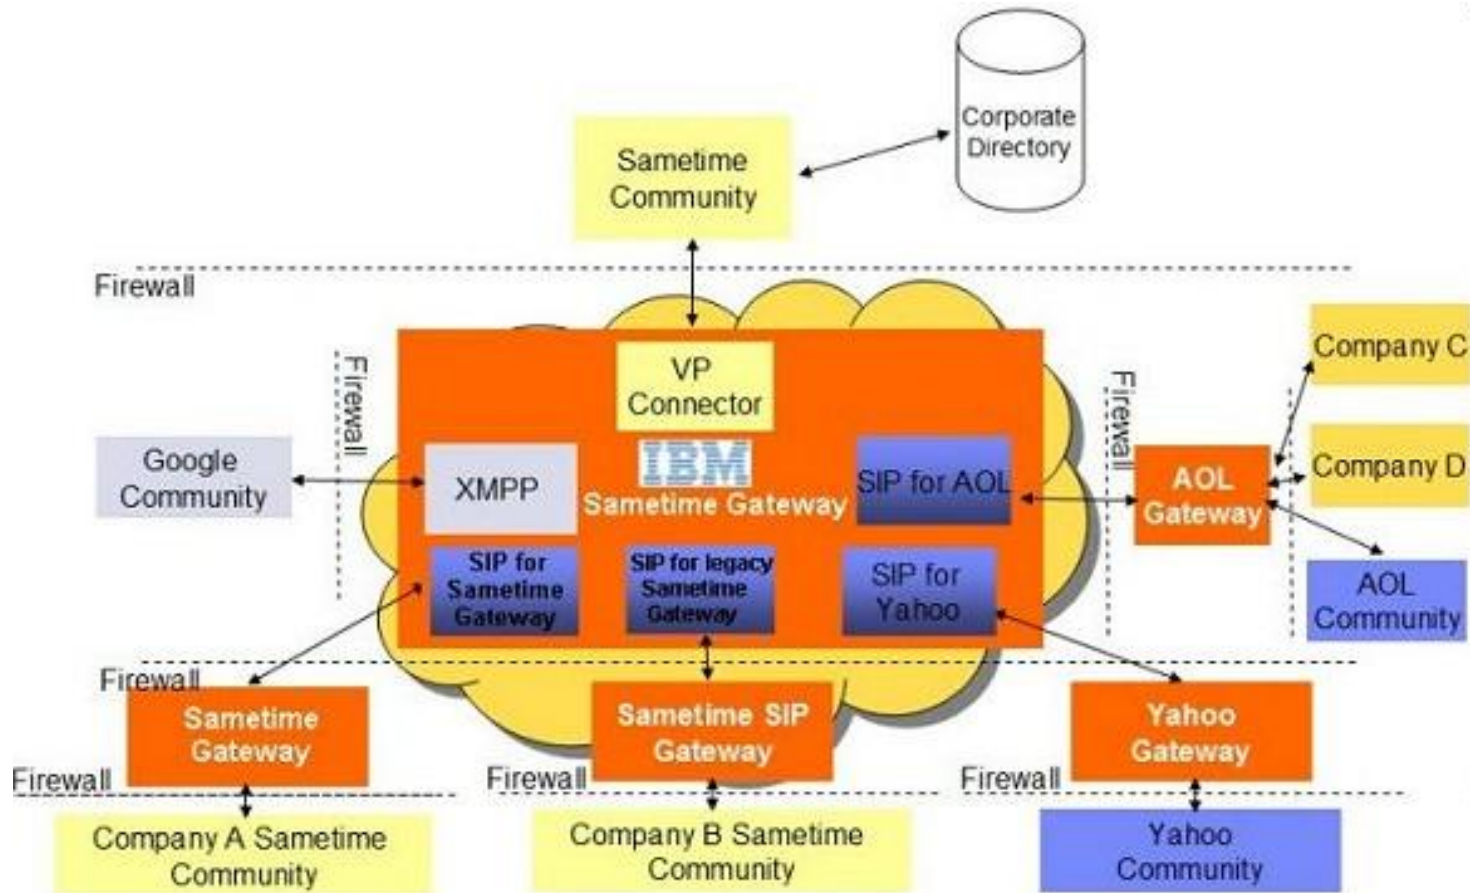 Corporate
Directory
Sametime
Community
Firewall
Firewall
Google
Community
VP
Connector
IBM
Sametime Gateway
XMPP
SIP for AOL
SIP for
Sametime
Gateway
SIP for legacy
Sametime
Gateway
SIP for
Yahoo
Firewall
AOL
Gateway
Company C
Company D
AOL
Community
Firewall
Sametime
Gateway
Sametime SIP
Gateway
Yahoo
Gateway
Firewall
Firewall
Firewall
Company A Sametime
Community
Company B Sametime
Community
Yahoo
Community